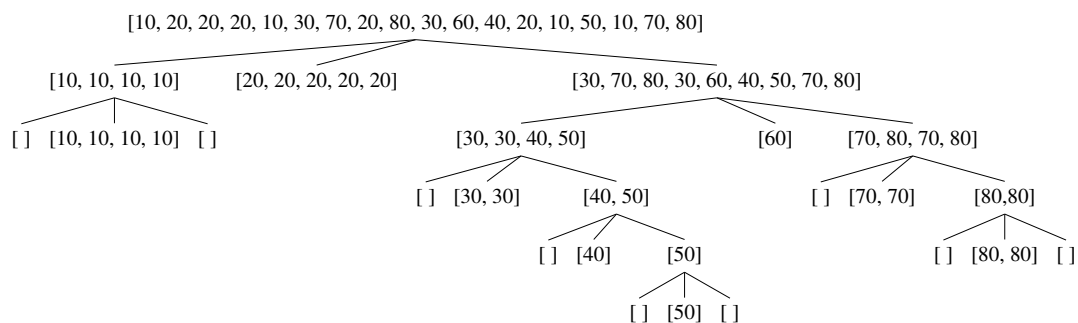 [10, 20, 20, 20, 10, 30, 70, 20, 80, 30, 60, 40, 20, 10, 50, 10, 70, 80]
[10, 10, 10, 10] [20, 20, 20, 20, 20] [30, 70, 80, 30, 60, 40, 50, 70, 80]
[ ] [10, 10, 10, 10] [ ] [30, 30, 40, 50] [60] [70, 80, 70, 80]
[ ] [30, 30] [40, 50] [ ] [70, 70] [80,80]
[ ] [40] [50] [ ] [80, 80] [ ]
[ ] [50] [ ]